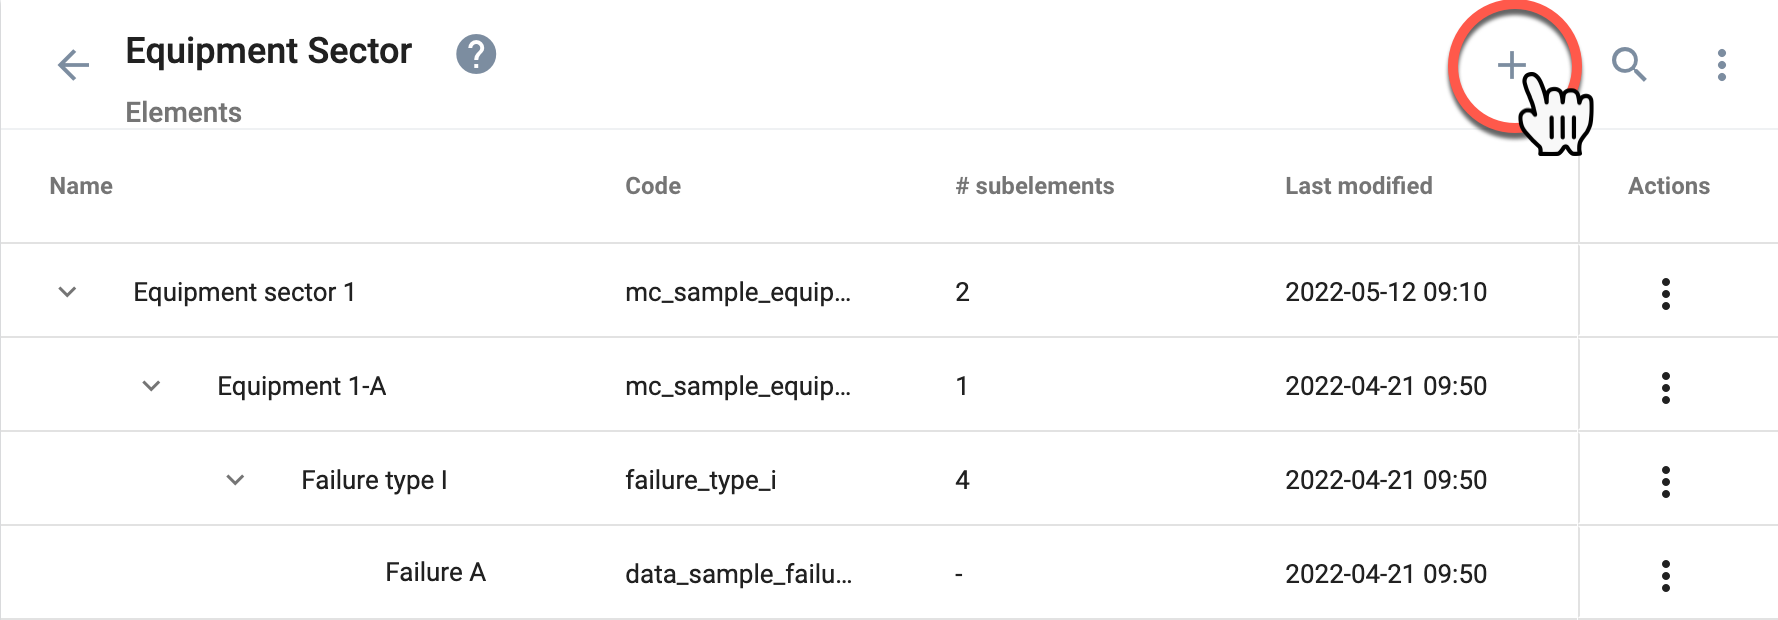 Equipment Sector ?
Elements
Name Code # subelements Last modified Actions
Equipment sector 1 mc_sample_equip... 2 2022-05-12 09:10
Equipment 1-A mc_sample_equip... 1 2022-04-21 09:50
Failure type I failure_type_i 4 2022-04-21 09:50
Failure A data_sample_failu... - 2022-04-21 09:50